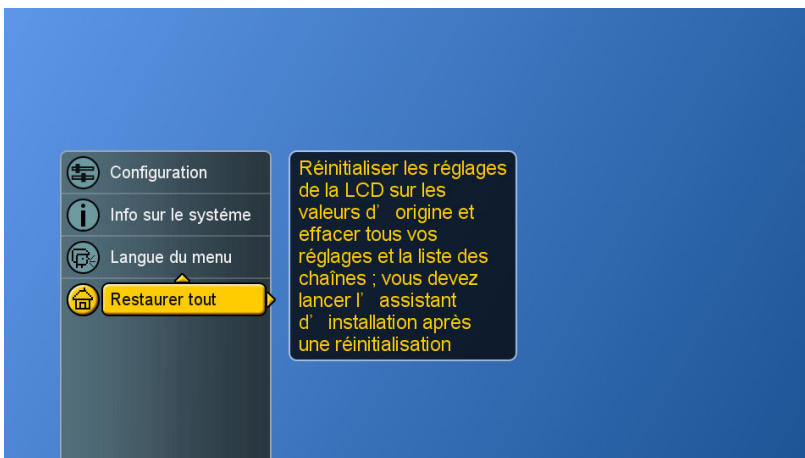 Configuration
Info sur le systéme
Langue du menu
Restaurer tout
Réinitialiser les réglages
de la LCD sur les
valeurs d’ origine et
effacer tous vos
réglages et la liste des
chaînes ; vous devez
lancer l’ assistant
d’ installation après
une réinitialisation